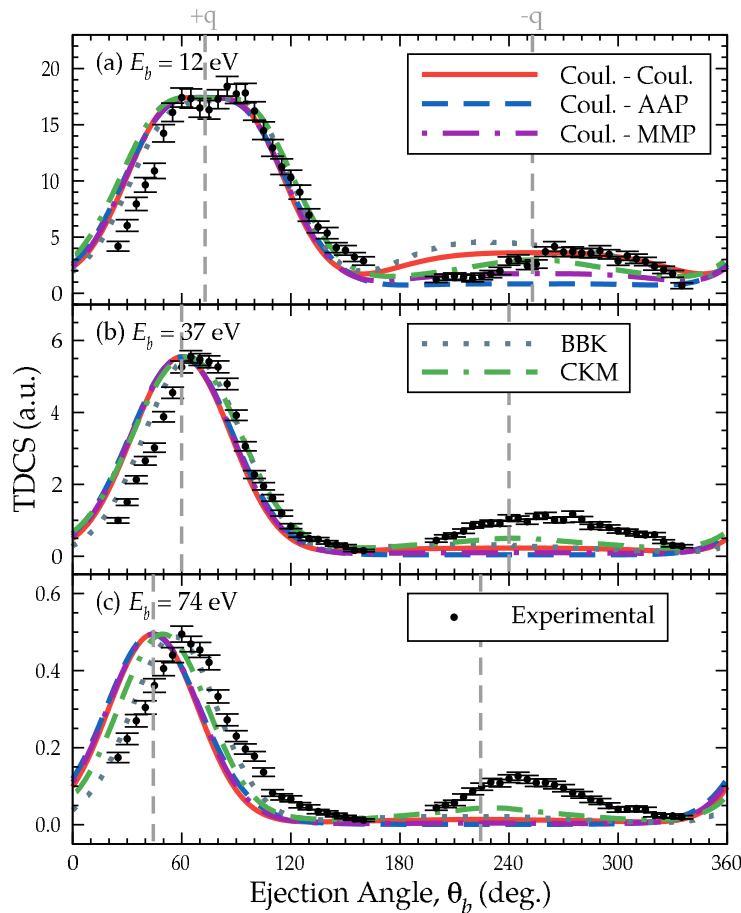 +q -q
(a) E_b = 12 eV
Coul. - Coul.
Coul. - AAP
Coul. - MMP
22
20
15
10
5
0
(b) E_b = 37 eV
BBK
CKM
6
4
2
0
TDCS (a.u.)
(c) E_b = 74 eV
Experimental
0.6
0.4
0.2
0.0
0 60 120 180 240 300 360
Ejection Angle, θ_b (deg.)